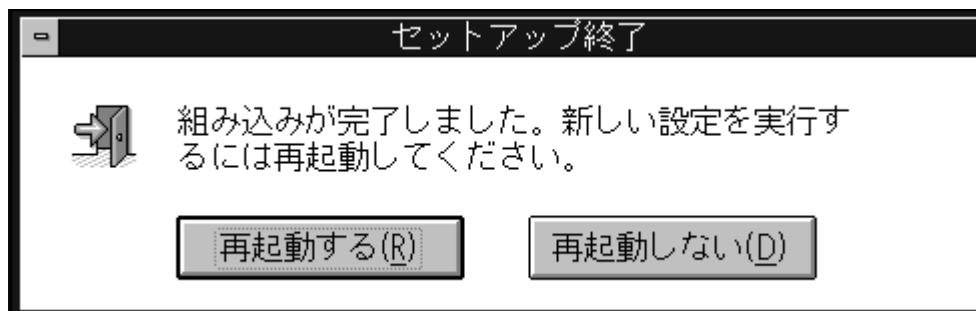 セットアップ終了
組み込みが完了しました。新しい設定を実行す
るには再起動してください。
再起動する(R) 再起動しない(D)